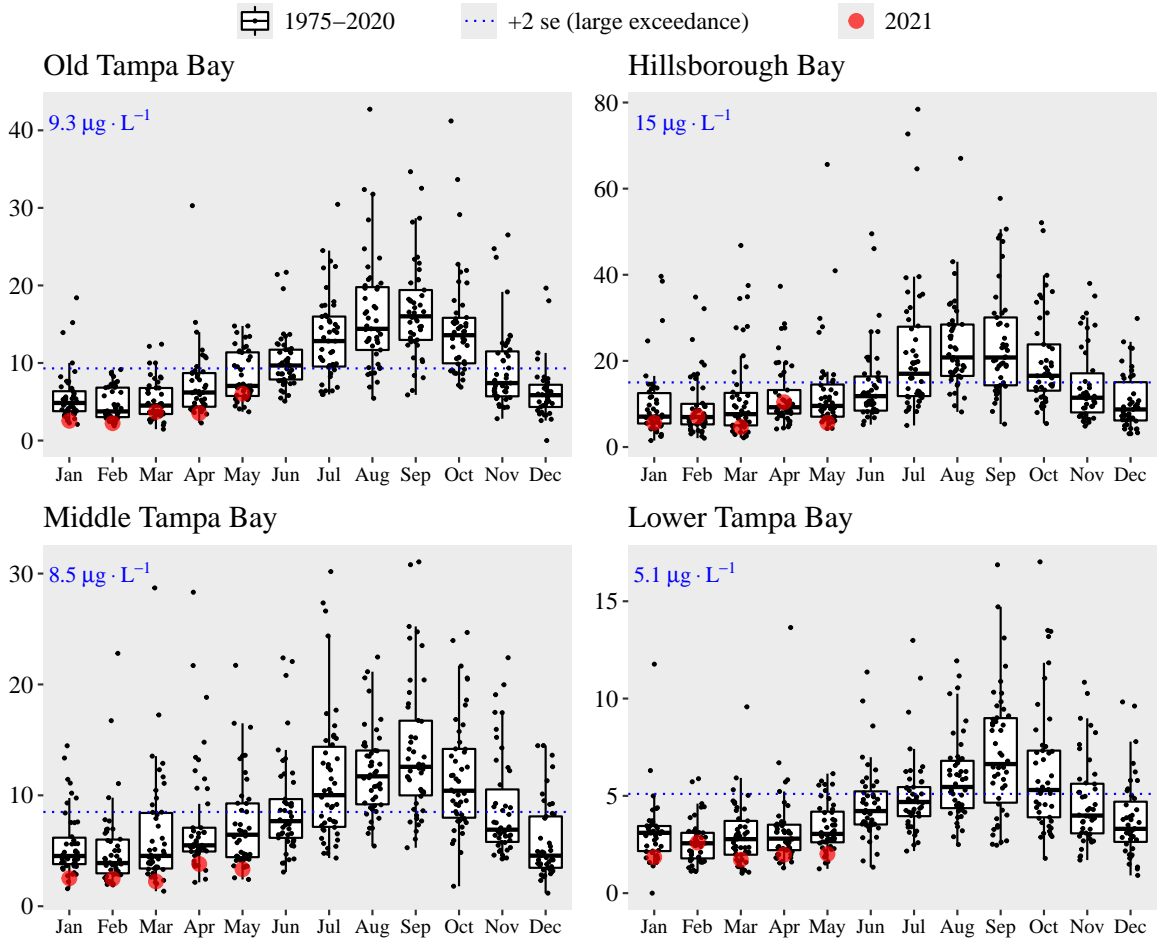 1975−2020 +2 se (large exceedance) 2021
Old Tampa Bay
9.3 μg · L⁻¹
40
30
20
10
0
Jan Feb Mar Apr May Jun Jul Aug Sep Oct Nov Dec
Hillsborough Bay
15 μg · L⁻¹
80
60
40
20
0
Jan Feb Mar Apr May Jun Jul Aug Sep Oct Nov Dec
Middle Tampa Bay
8.5 μg · L⁻¹
30
20
10
0
Jan Feb Mar Apr May Jun Jul Aug Sep Oct Nov Dec
Lower Tampa Bay
5.1 μg · L⁻¹
15
10
5
0
Jan Feb Mar Apr May Jun Jul Aug Sep Oct Nov Dec